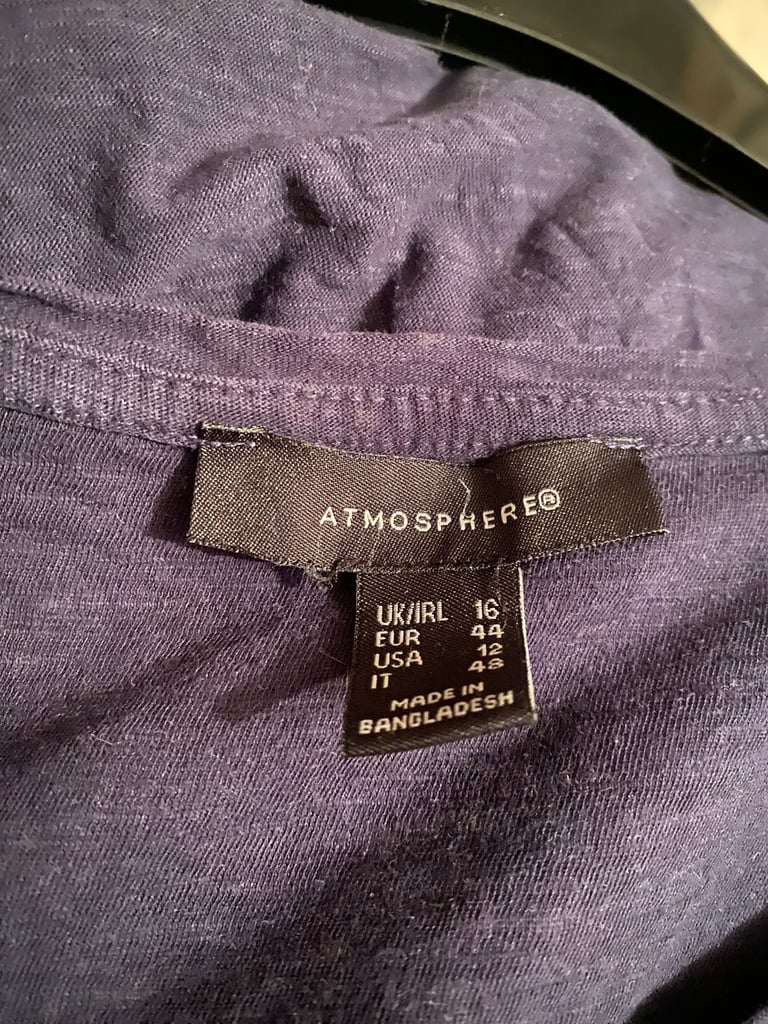 ATMOSPHERE®
UK/IRL 16
EUR 44
USA 12
IT 48
MADE IN
BANGLADESH